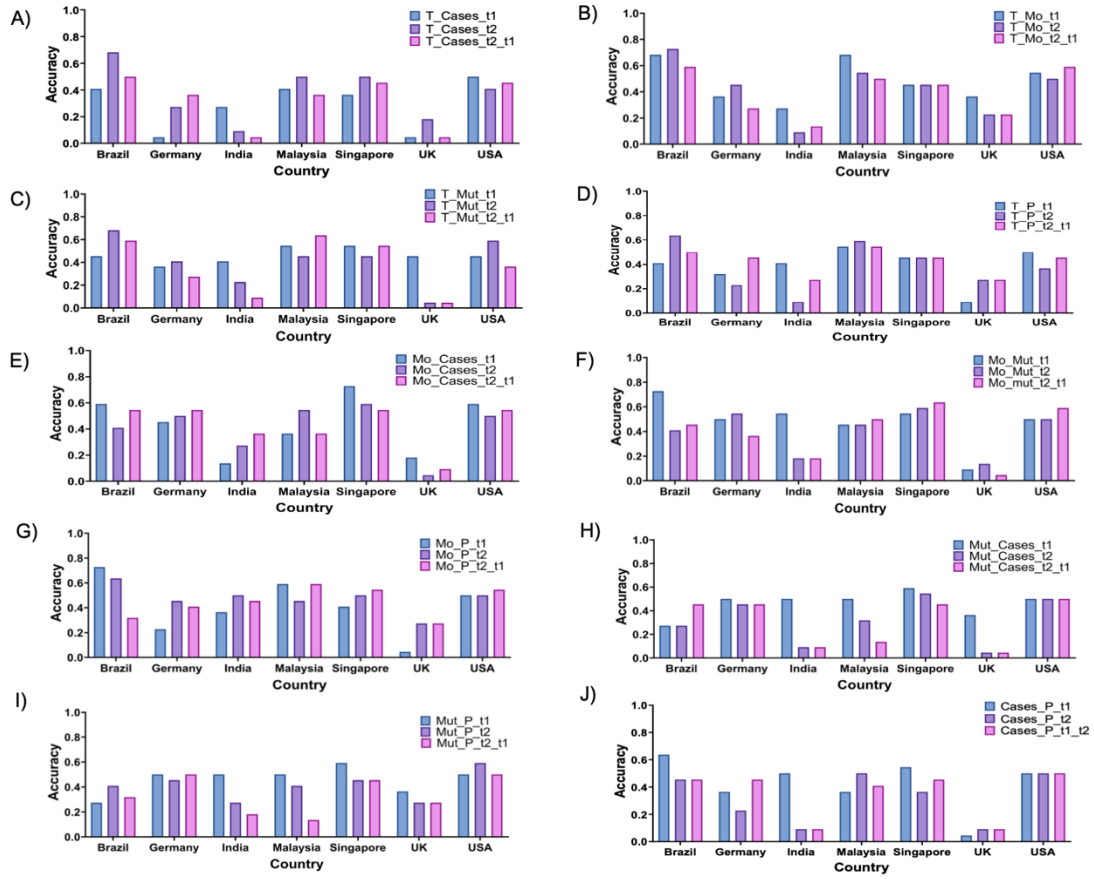 A)
T_Cases_t1
T_Cases_t2
T_Cases_t2_t1
Accuracy
1.0
0.8
0.6
0.4
0.2
0.0
Brazil Germany India Malaysia Singapore UK USA
Country
B)
T_Mo_t1
T_Mo_t2
T_Mo_t2_t1
Accuracy
1.0
0.8
0.6
0.4
0.2
0.0
Brazil Germany India Malaysia Singapore UK USA
Country
C)
T_Mut_t1
T_Mut_t2
T_Mut_t2_t1
Accuracy
1.0
0.8
0.6
0.4
0.2
0.0
Brazil Germany India Malaysia Singapore UK USA
Country
D)
T_P_t1
T_P_t2
T_P_t2_t1
Accuracy
1.0
0.8
0.6
0.4
0.2
0.0
Brazil Germany India Malaysia Singapore UK USA
Country
E)
Mo_Cases_t1
Mo_Cases_t2
Mo_Cases_t2_t1
Accuracy
1.0
0.8
0.6
0.4
0.2
0.0
Brazil Germany India Malaysia Singapore UK USA
Country
F)
Mo_Mut_t1
Mo_Mut_t2
Mo_mut_t2_t1
Accuracy
1.0
0.8
0.6
0.4
0.2
0.0
Brazil Germany India Malaysia Singapore UK USA
Country
G)
Mo_P_t1
Mo_P_t2
Mo_P_t2_t1
Accuracy
1.0
0.8
0.6
0.4
0.2
0.0
Brazil Germany India Malaysia Singapore UK USA
Country
H)
Mut_Cases_t1
Mut_Cases_t2
Mut_Cases_t2_t1
Accuracy
1.0
0.8
0.6
0.4
0.2
0.0
Brazil Germany India Malaysia Singapore UK USA
Country
I)
Mut_P_t1
Mut_P_t2
Mut_P_t2_t1
Accuracy
1.0
0.8
0.6
0.4
0.2
0.0
Brazil Germany India Malaysia Singapore UK USA
Country
J)
Cases_P_t1
Cases_P_t2
Cases_P_t1_t2
Accuracy
1.0
0.8
0.6
0.4
0.2
0.0
Brazil Germany India Malaysia Singapore UK USA
Country